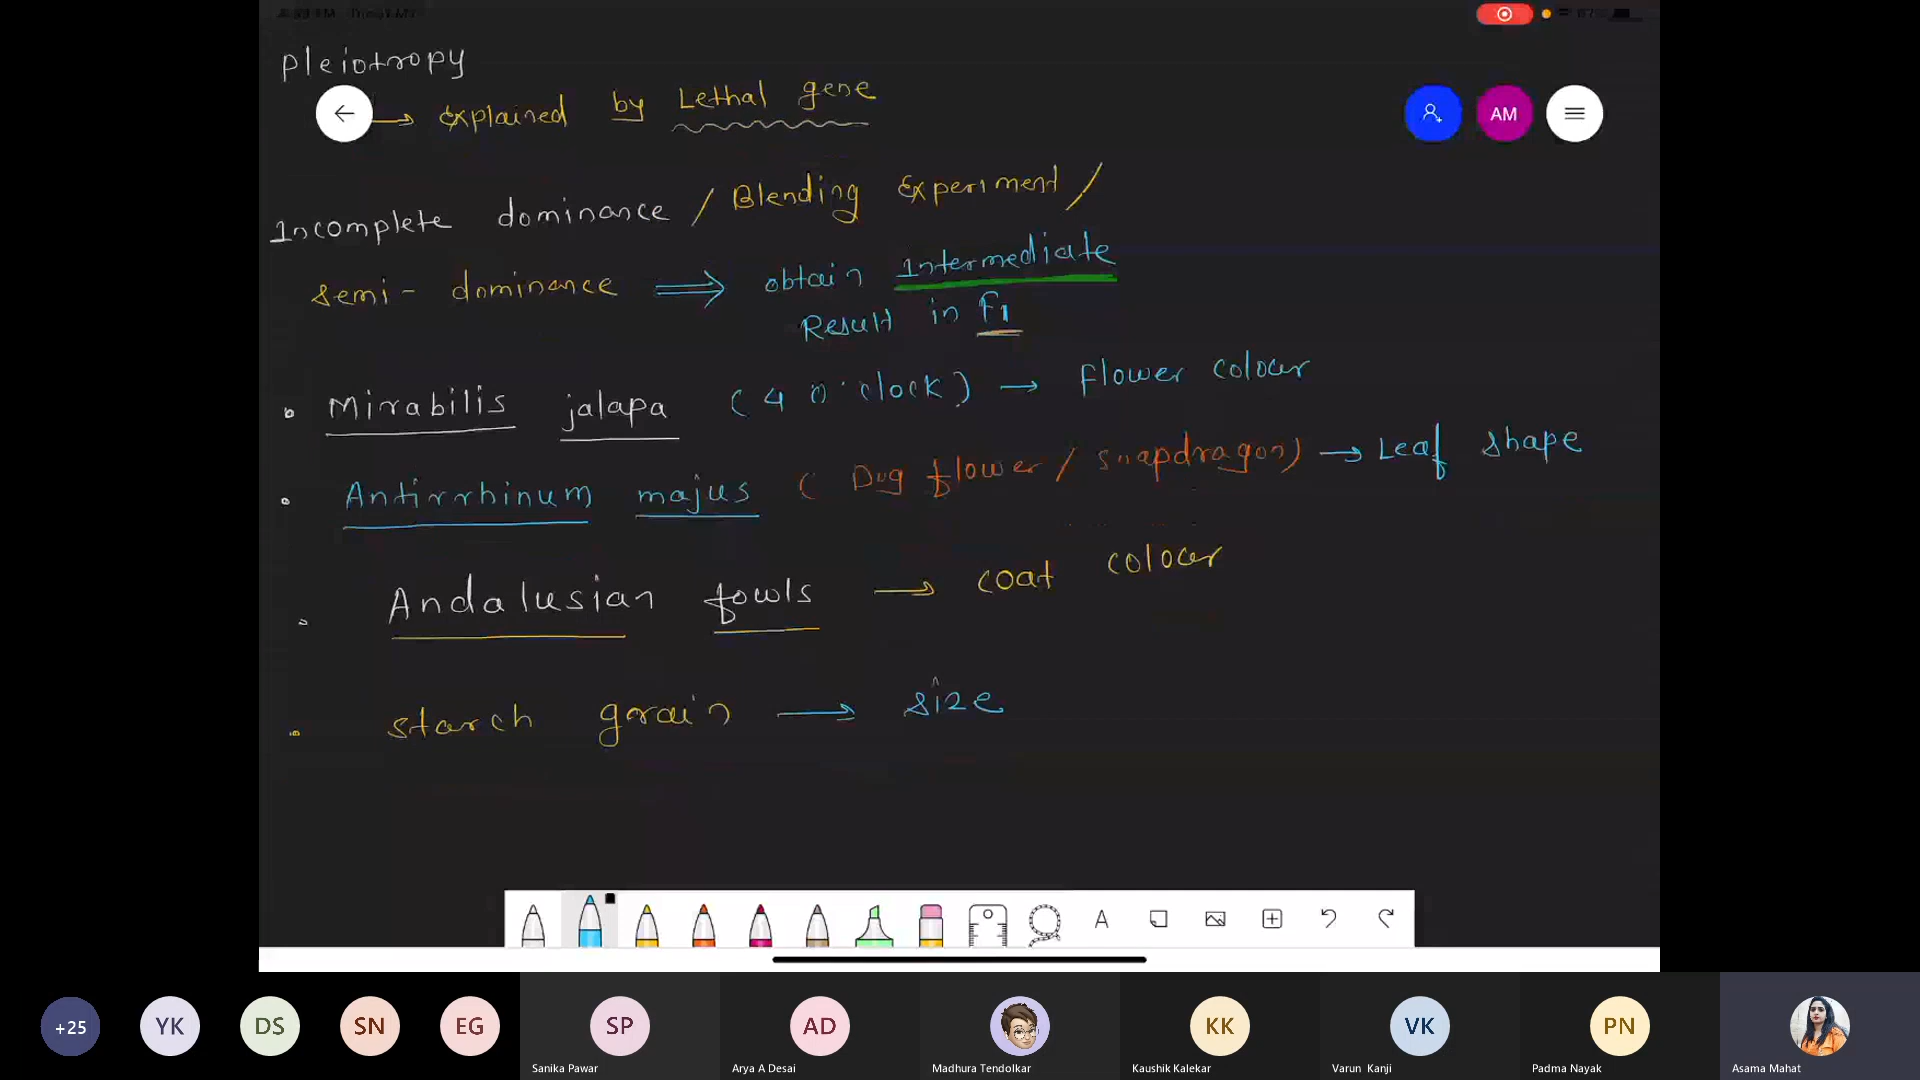 Pleiotropy
→ Explained by Lethal gene
AM
Incomplete dominance / Blending Experiment /
semi- dominance ⟹ obtain Intermediate
Result in F1
• Mirabilis jalapa ( 4 O'clock ) → flower colour
• Antirrhinum majus ( Dog flower / snapdragon) → Leaf shape
• Andalusian fowls → coat colour
• starch grain → size
A
+25 YK DS SN EG SP AD KK VK PN
Sanika Pawar Arya A Desai Madhura Tendolkar Kaushik Kalekar Varun Kanji Padma Nayak Asama Mahat